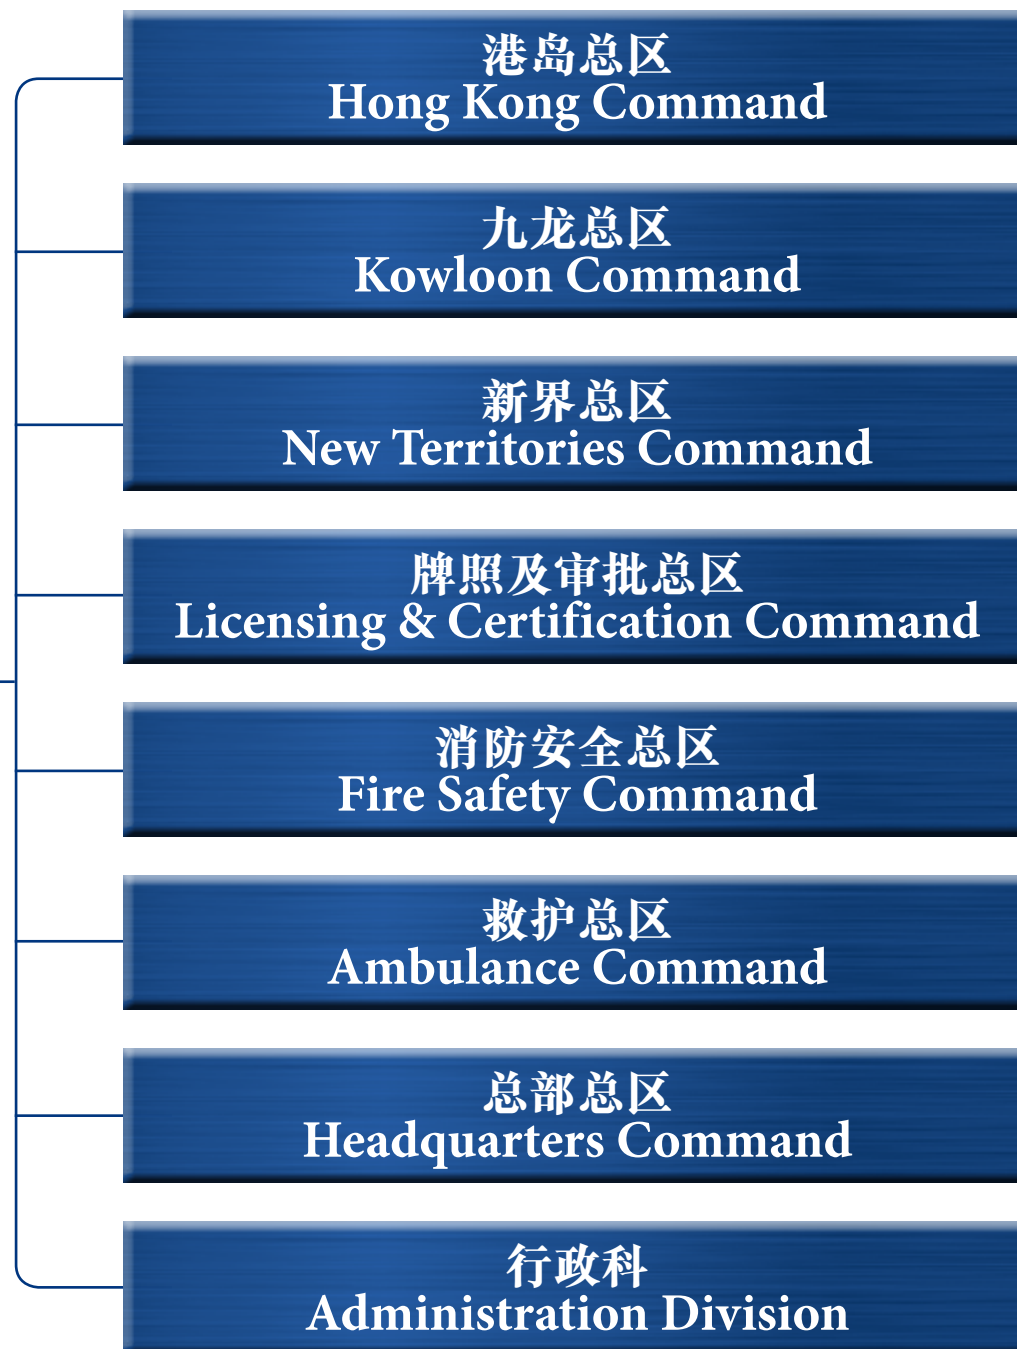 港岛总区
Hong Kong Command
九龙总区
Kowloon Command
新界总区
New Territories Command
牌照及审批总区
Licensing & Certification Command
消防安全总区
Fire Safety Command
救护总区
Ambulance Command
总部总区
Headquarters Command
行政科
Administration Division